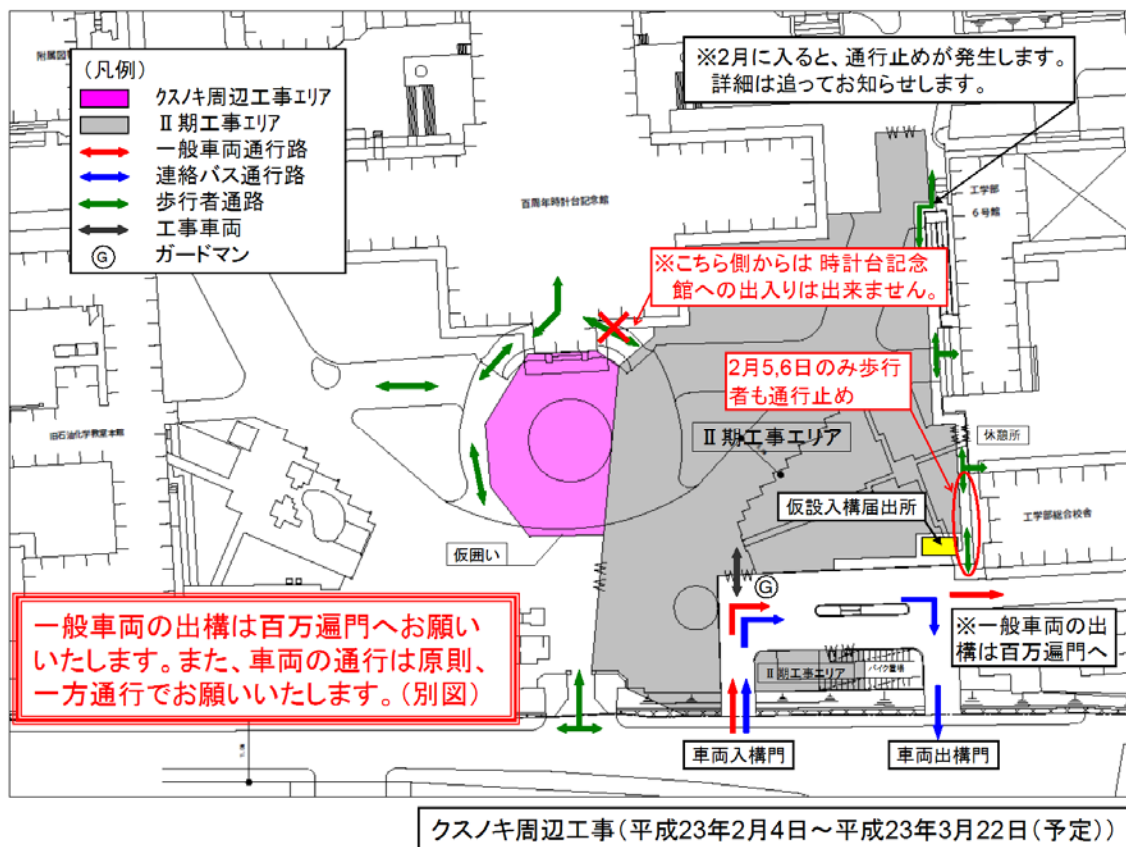 附属図書
(凡例)
クスノキ周辺工事エリア
Ⅱ期工事エリア
一般車両通行路
連絡バス通行路
歩行者通路
工事車両
G ガードマン
※2月に入ると、通行止めが発生します。
詳細は追ってお知らせします。
百周年時計台記念館
工学部
6号館
※こちら側からは 時計台記念
館への出入りは出来ません。
2月5,6日のみ歩行
者も通行止め
旧石油化学教室本館
Ⅱ期工事エリア
休憩所
仮設入構届出所
工学部総合校舎
仮囲い
G
一般車両の出構は百万遍門へお願い
いたします。また、車両の通行は原則、
一方通行でお願いいたします。(別図)
※一般車両の出
構は百万遍門へ
Ⅱ期工事エリア
バイク置場
車両入構門
車両出構門
クスノキ周辺工事(平成23年2月4日~平成23年3月22日(予定))